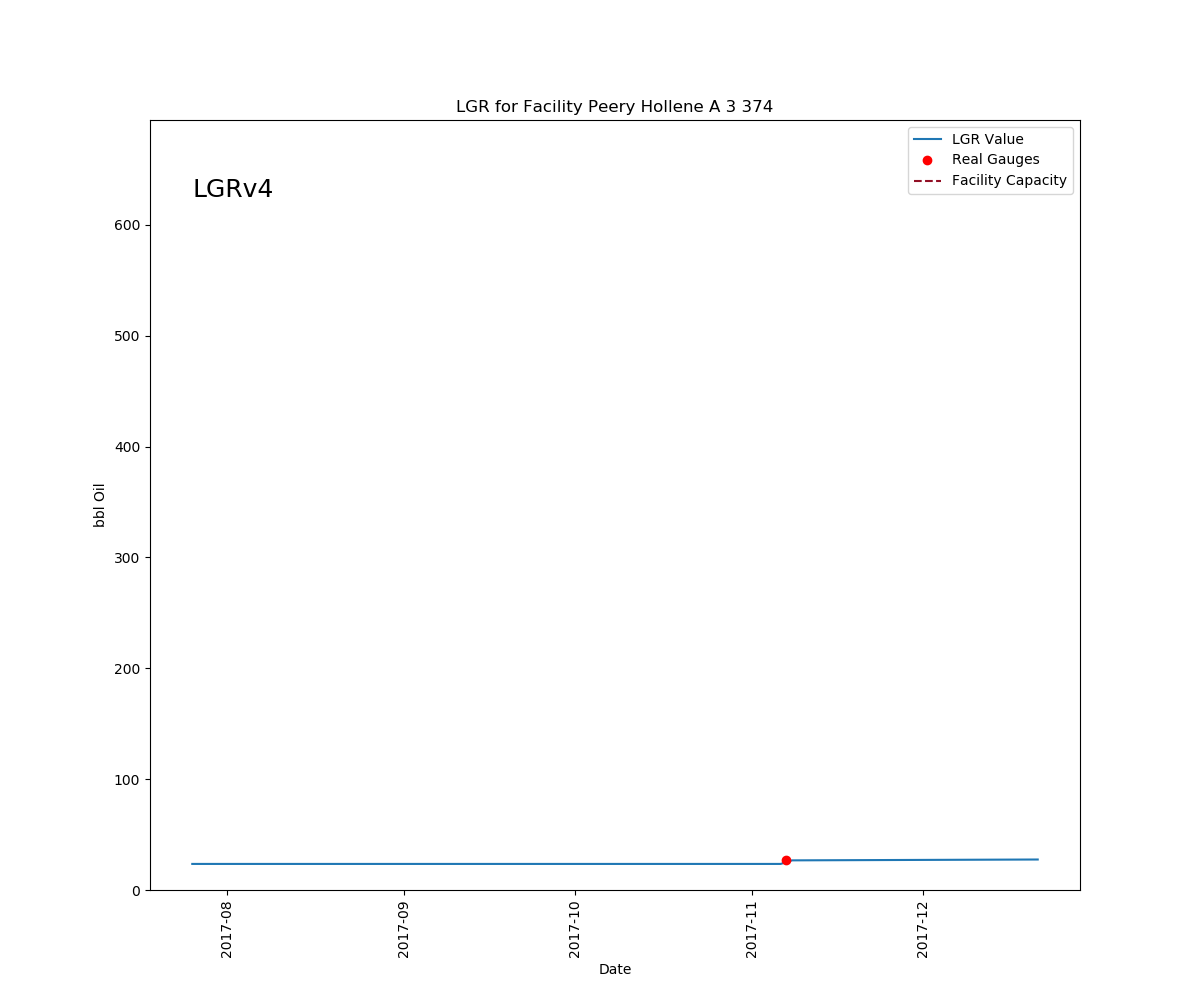 LGR for Facility Peery Hollene A 3 374
LGRv4
LGR Value
Real Gauges
Facility Capacity
600
500
400
300
200
100
0
bbl Oil
2017-08
2017-09
2017-10
2017-11
2017-12
Date